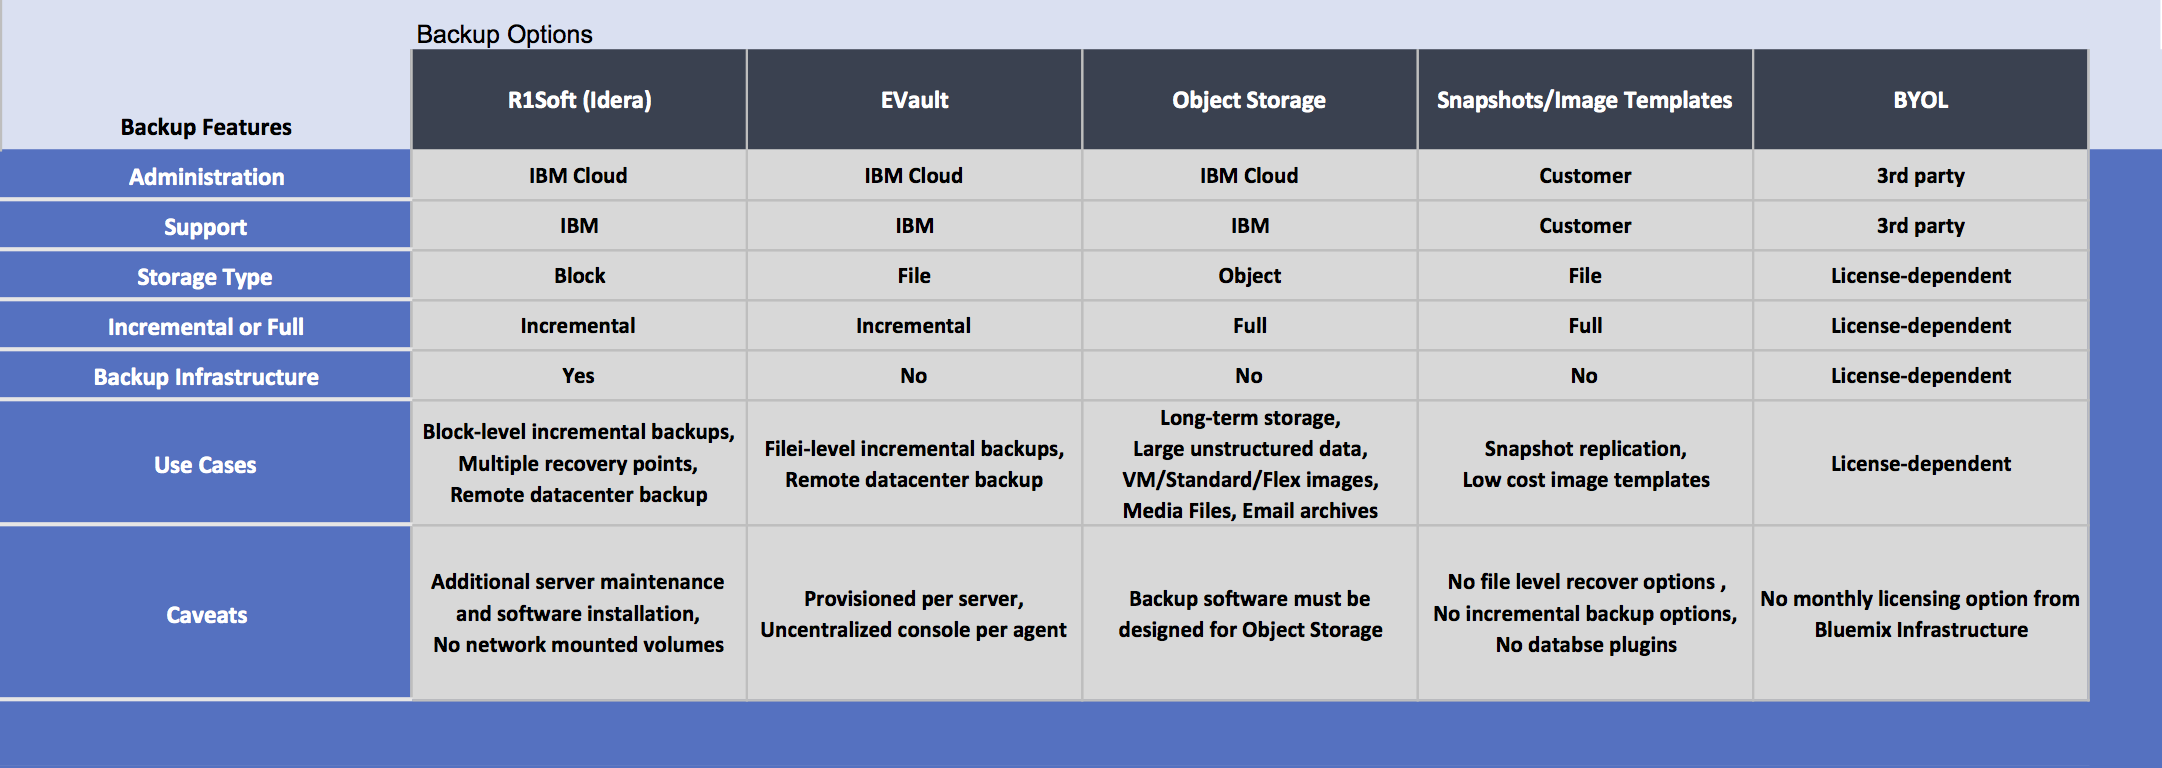 Backup Options
Backup Features
R1Soft (Idera)
EVault
Object Storage
Snapshots/Image Templates
BYOL
Administration
IBM Cloud
IBM Cloud
IBM Cloud
Customer
3rd party
Support
IBM
IBM
IBM
Customer
3rd party
Storage Type
Block
File
Object
File
License-dependent
Incremental or Full
Incremental
Incremental
Full
Full
License-dependent
Backup Infrastructure
Yes
No
No
No
License-dependent
Use Cases
Block-level incremental backups,
Multiple recovery points,
Remote datacenter backup
Filei-level incremental backups,
Remote datacenter backup
Long-term storage,
Large unstructured data,
VM/Standard/Flex images,
Media Files, Email archives
Snapshot replication,
Low cost image templates
License-dependent
Caveats
Additional server maintenance
and software installation,
No network mounted volumes
Provisioned per server,
Uncentralized console per agent
Backup software must be
designed for Object Storage
No file level recover options ,
No incremental backup options,
No databse plugins
No monthly licensing option from
Bluemix Infrastructure